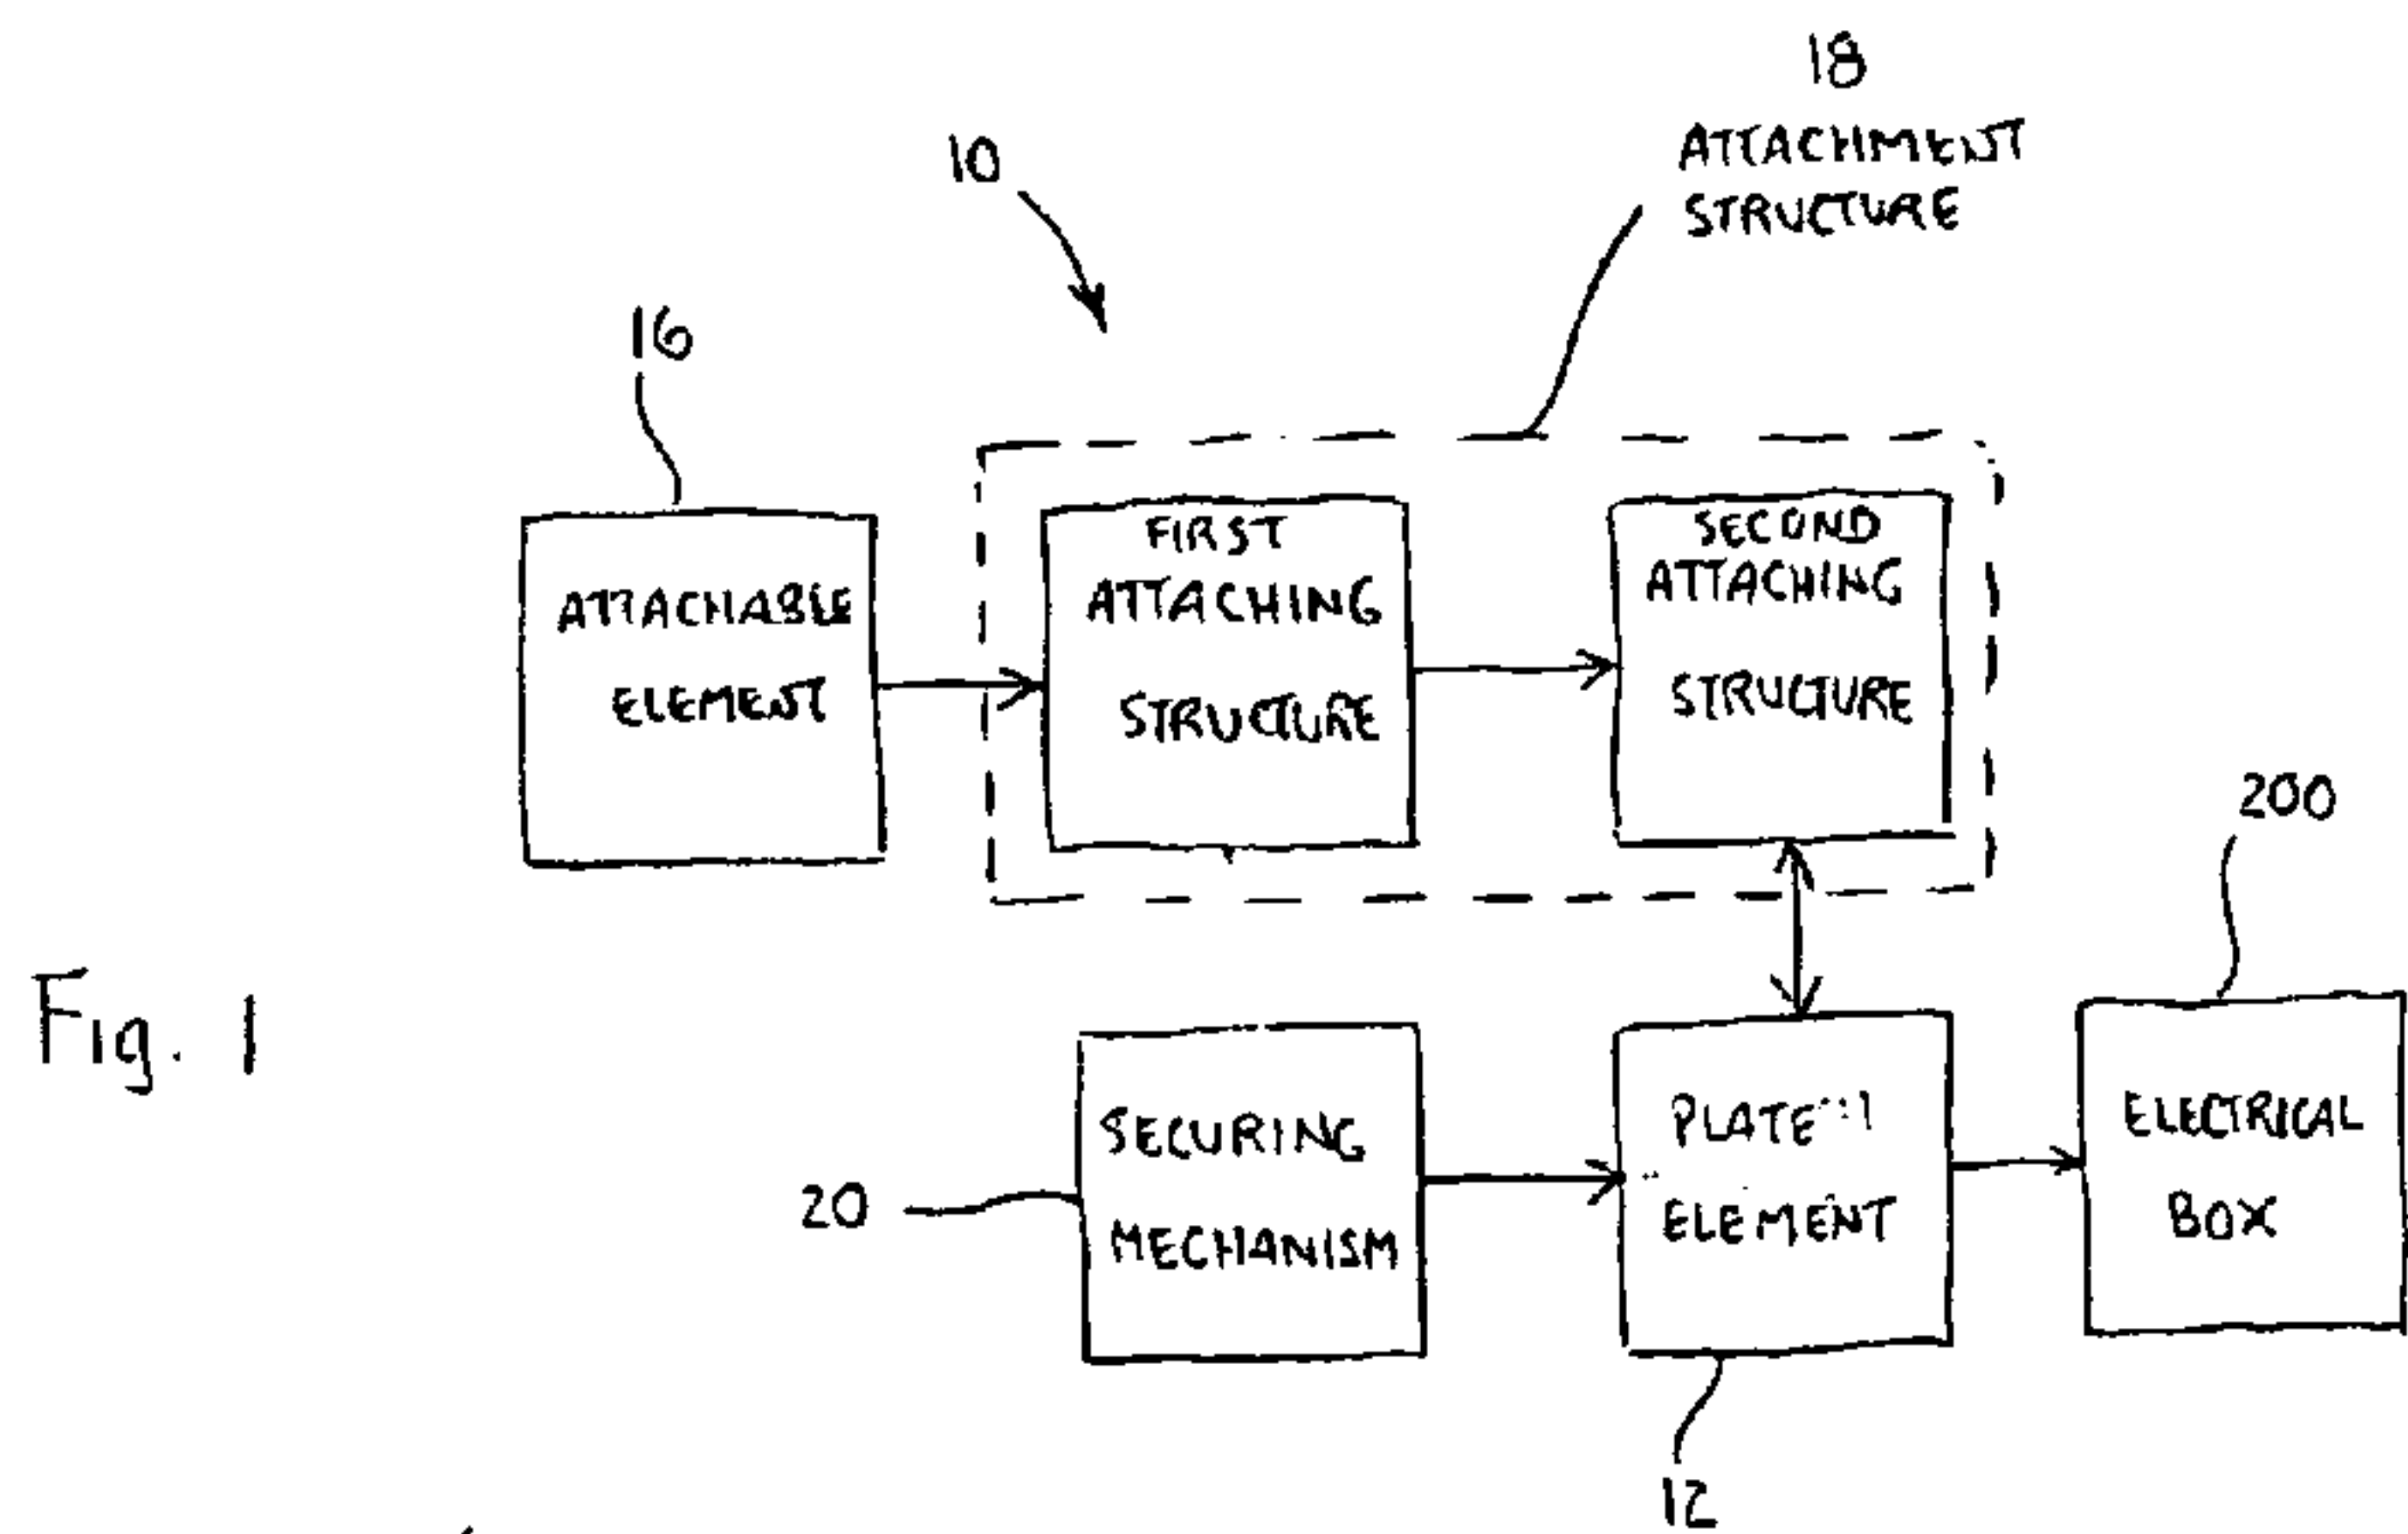 18
ATTACHMENT
STRUCTURE
10
16
ATTACHABLE
ELEMENT
FIRST
ATTACHING
STRUCTURE
SECOND
ATTACHING
STRUCTURE
200
Fig. 1
20
SECURING
MECHANISM
PLATE
ELEMENT
ELECTRICAL
BOX
12